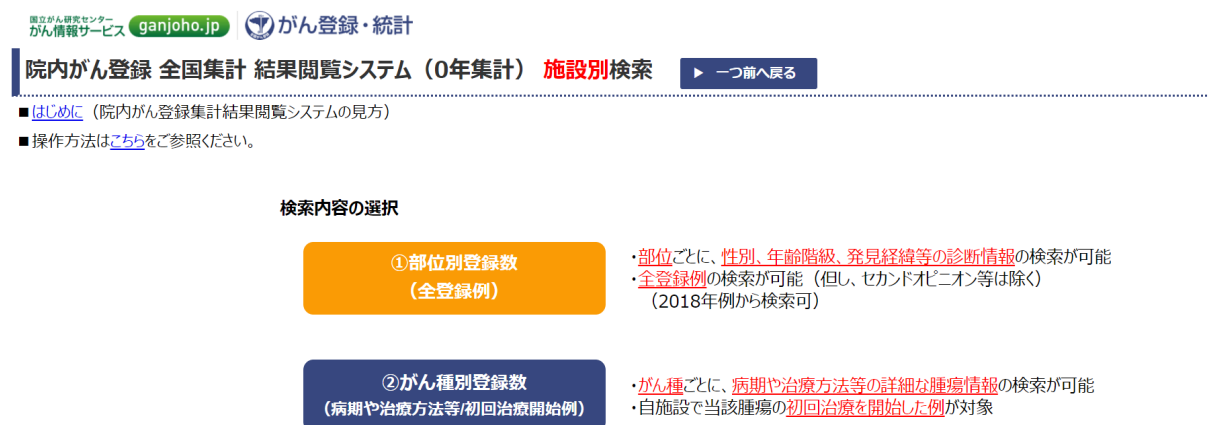 国立がん研究センター
がん情報サービス ganjoho.jp がん登録・統計
院内がん登録 全国集計 結果閲覧システム（0年集計） 施設別検索 ▶ 一つ前へ戻る
■はじめに（院内がん登録集計結果閲覧システムの見方）
■操作方法はこちらをご参照ください。
検索内容の選択
①部位別登録数
（全登録例）
・部位ごとに、性別、年齢階級、発見経緯等の診断情報の検索が可能
・全登録例の検索が可能（但し、セカンドオピニオン等は除く）
（2018年例から検索可）
②がん種別登録数
（病期や治療方法等/初回治療開始例）
・がん種ごとに、病期や治療方法等の詳細な腫瘍情報の検索が可能
・自施設で当該腫瘍の初回治療を開始した例が対象